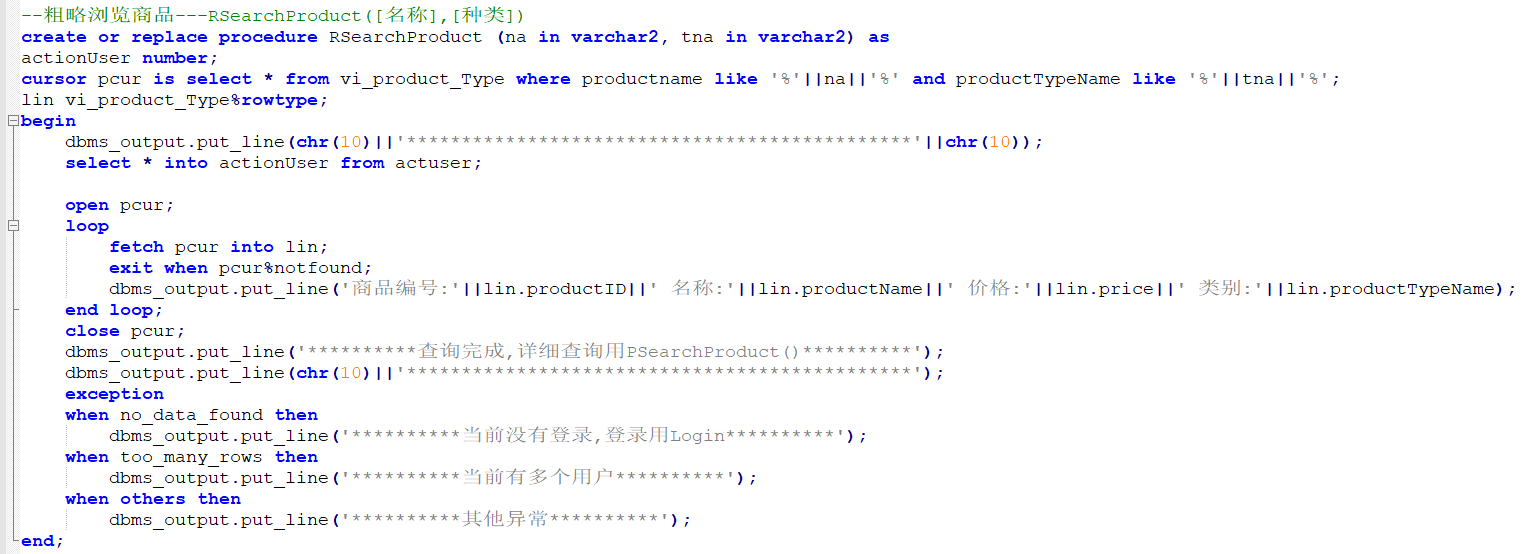 --粗略浏览商品---RSearchProduct([名称],[种类])
create or replace procedure RSearchProduct (na in varchar2, tna in varchar2) as
actionUser number;
cursor pcur is select * from vi_product_Type where productname like '%'||na||'%' and productTypeName like '%'||tna||'%';
lin vi_product_Type%rowtype;
begin
    dbms_output.put_line(chr(10)||'**********************************************'||chr(10));
    select * into actionUser from actuser;
    open pcur;
    loop
        fetch pcur into lin;
        exit when pcur%notfound;
        dbms_output.put_line('商品编号:'||lin.productID||' 名称:'||lin.productName||' 价格:'||lin.price||' 类别:'||lin.productTypeName);
    end loop;
    close pcur;
    dbms_output.put_line('**********查询完成,详细查询用PSearchProduct()**********');
    dbms_output.put_line(chr(10)||'**********************************************');
    exception
    when no_data_found then
        dbms_output.put_line('**********当前没有登录,登录用Login**********');
    when too_many_rows then
        dbms_output.put_line('**********当前有多个用户**********');
    when others then
        dbms_output.put_line('**********其他异常**********');
end;